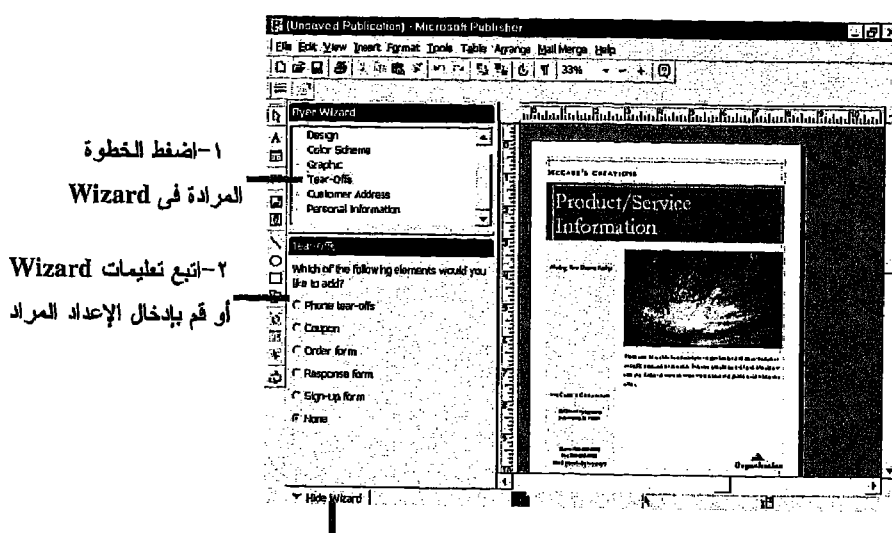 (Unsaved Publication) - Microsoft Publisher
File Edit View Insert Format Tools Table Arrange Mail Merge Help
33%
Flyer Wizard
Design
Color Scheme
Graphic
Tear-Offs
Customer Address
Personal Information
Tear-Offs
Which of the following elements would you
like to add?
Phone tear-offs
Coupon
Order form
Response form
Sign-up form
None
Hide Wizard
١-اضغط الخطوة
المرادة فى Wizard
٢-اتبع تعليمات Wizard
أو قم بإدخال الإعداد المراد
MCCABE'S CREATIONS
Product/Service
Information
Organization